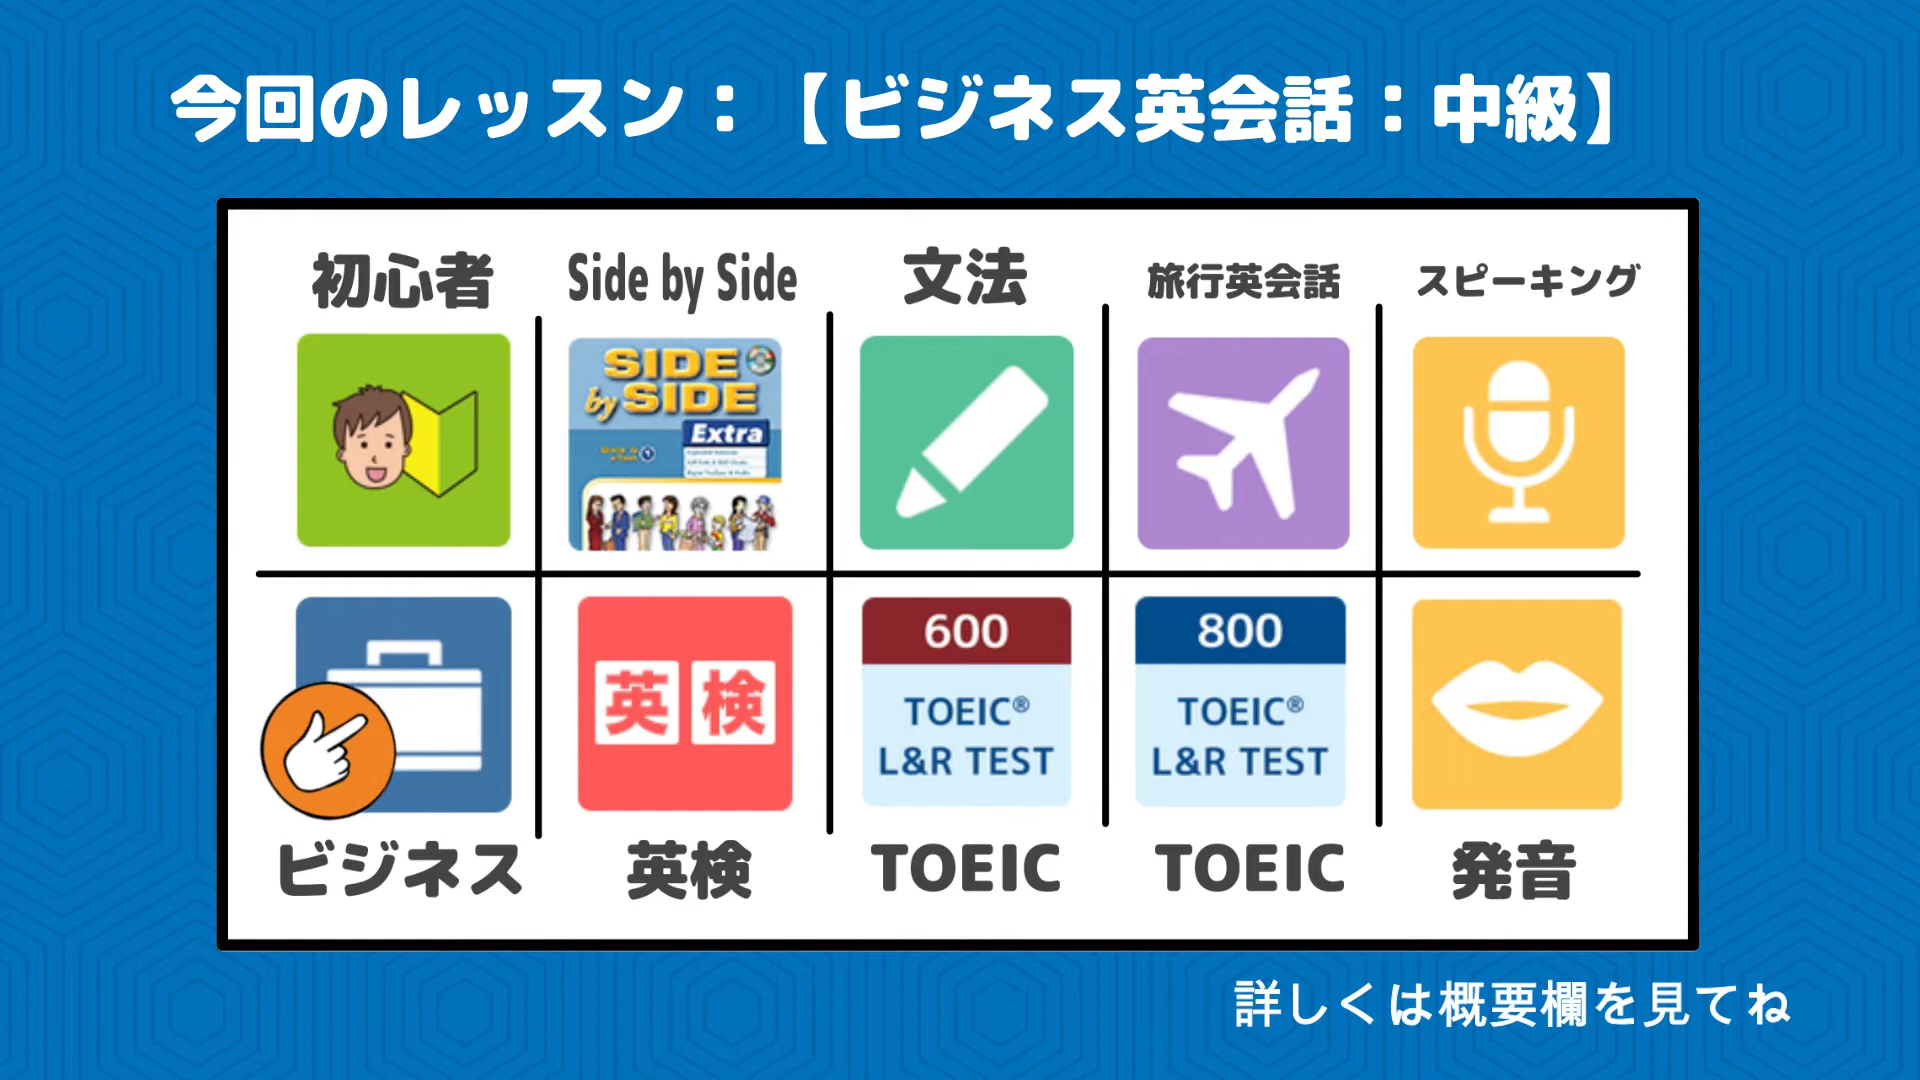 今回のレッスン：【ビジネス英会話：中級】
初心者
Side by Side
文法
旅行英会話
スピーキング
SIDE
by SIDE
Extra
600
800
英検
TOEIC®
L&R TEST
TOEIC®
L&R TEST
ビジネス
英検
TOEIC
TOEIC
発音
詳しくは概要欄を見てね